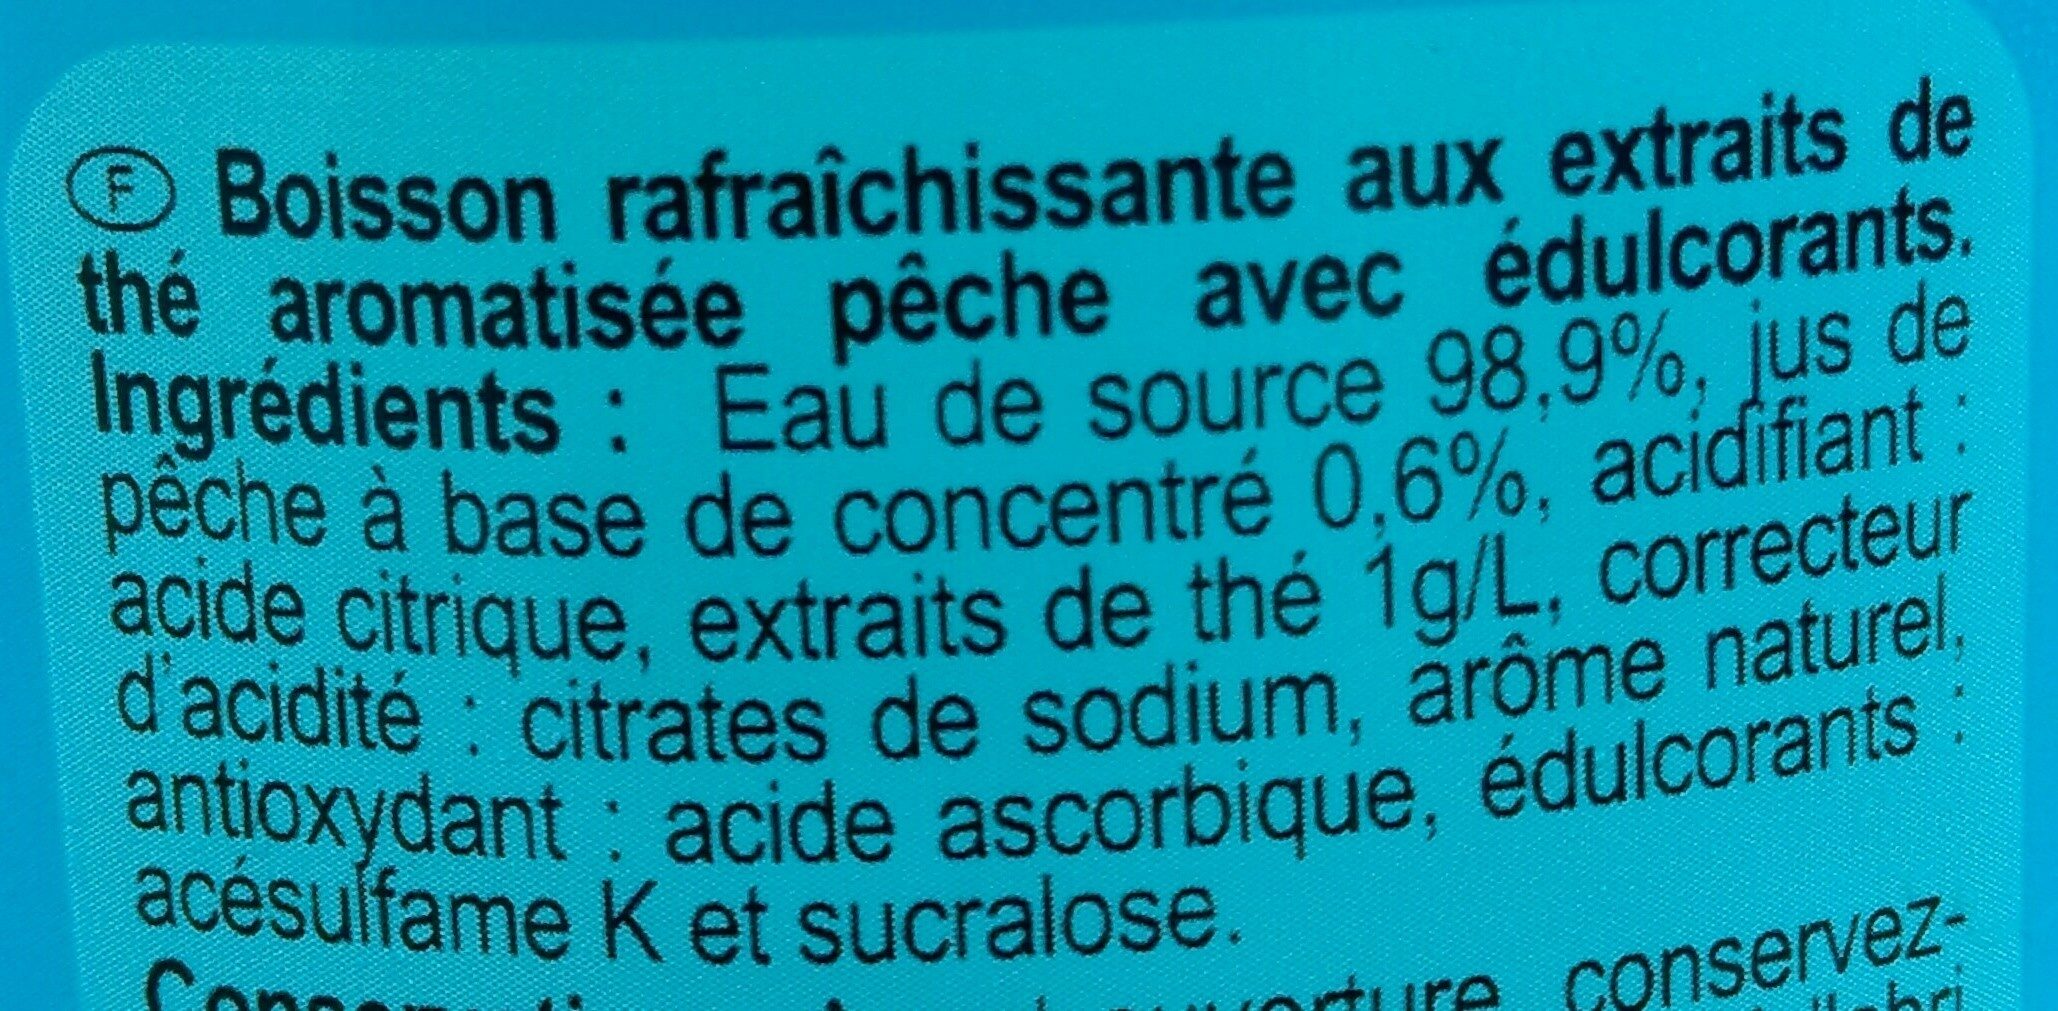 F Boisson rafraîchissante aux extraits de
thé aromatisée pêche avec édulcorants.
Ingrédients : Eau de source 98,9%, jus de
pêche à base de concentré 0,6%, acidifiant :
acide citrique, extraits de thé 1g/L, correcteur
d'acidité : citrates de sodium, arôme naturel,
antioxydant : acide ascorbique, édulcorants :
acésulfame K et sucralose.
conservez-